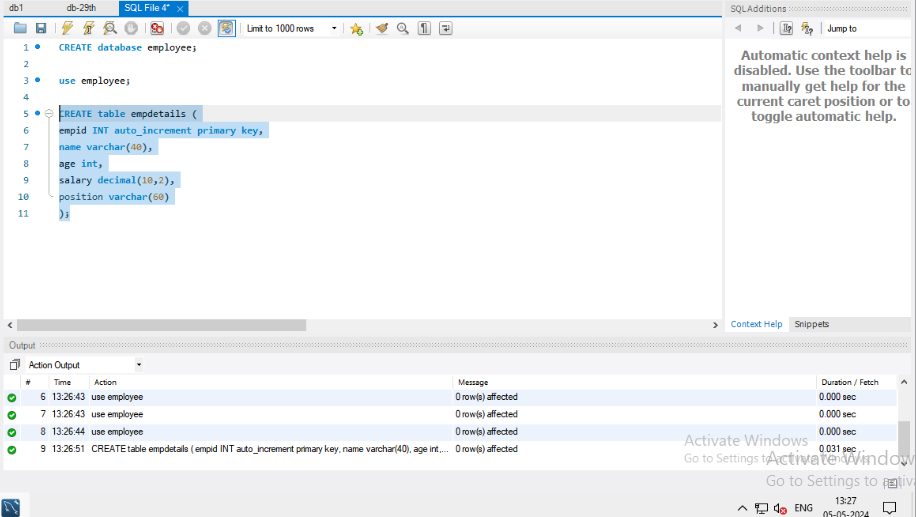 db1 db-29th SQL File 4* ×
Limit to 1000 rows
1 CREATE database employee;
2
3 use employee;
4
5 CREATE table empdetails (
6 empid INT auto_increment primary key,
7 name varchar(40),
8 age int,
9 salary decimal(10,2),
10 position varchar(60)
11 );
SQLAdditions
Jump to
Automatic context help is
disabled. Use the toolbar to
manually get help for the
current caret position or to
toggle automatic help.
Context Help Snippets
Output
Action Output
# Time Action Message Duration / Fetch
6 13:26:43 use employee 0 row(s) affected 0.000 sec
7 13:26:43 use employee 0 row(s) affected 0.000 sec
8 13:26:44 use employee 0 row(s) affected 0.000 sec
9 13:26:51 CREATE table empdetails ( empid INT auto_increment primary key, name varchar(40), age int,... 0 row(s) affected 0.031 sec
Activate Windows
Go to Settings to activate Windows.
Activate Window
Go to Settings to activa
ENG
13:27
05-05-2024